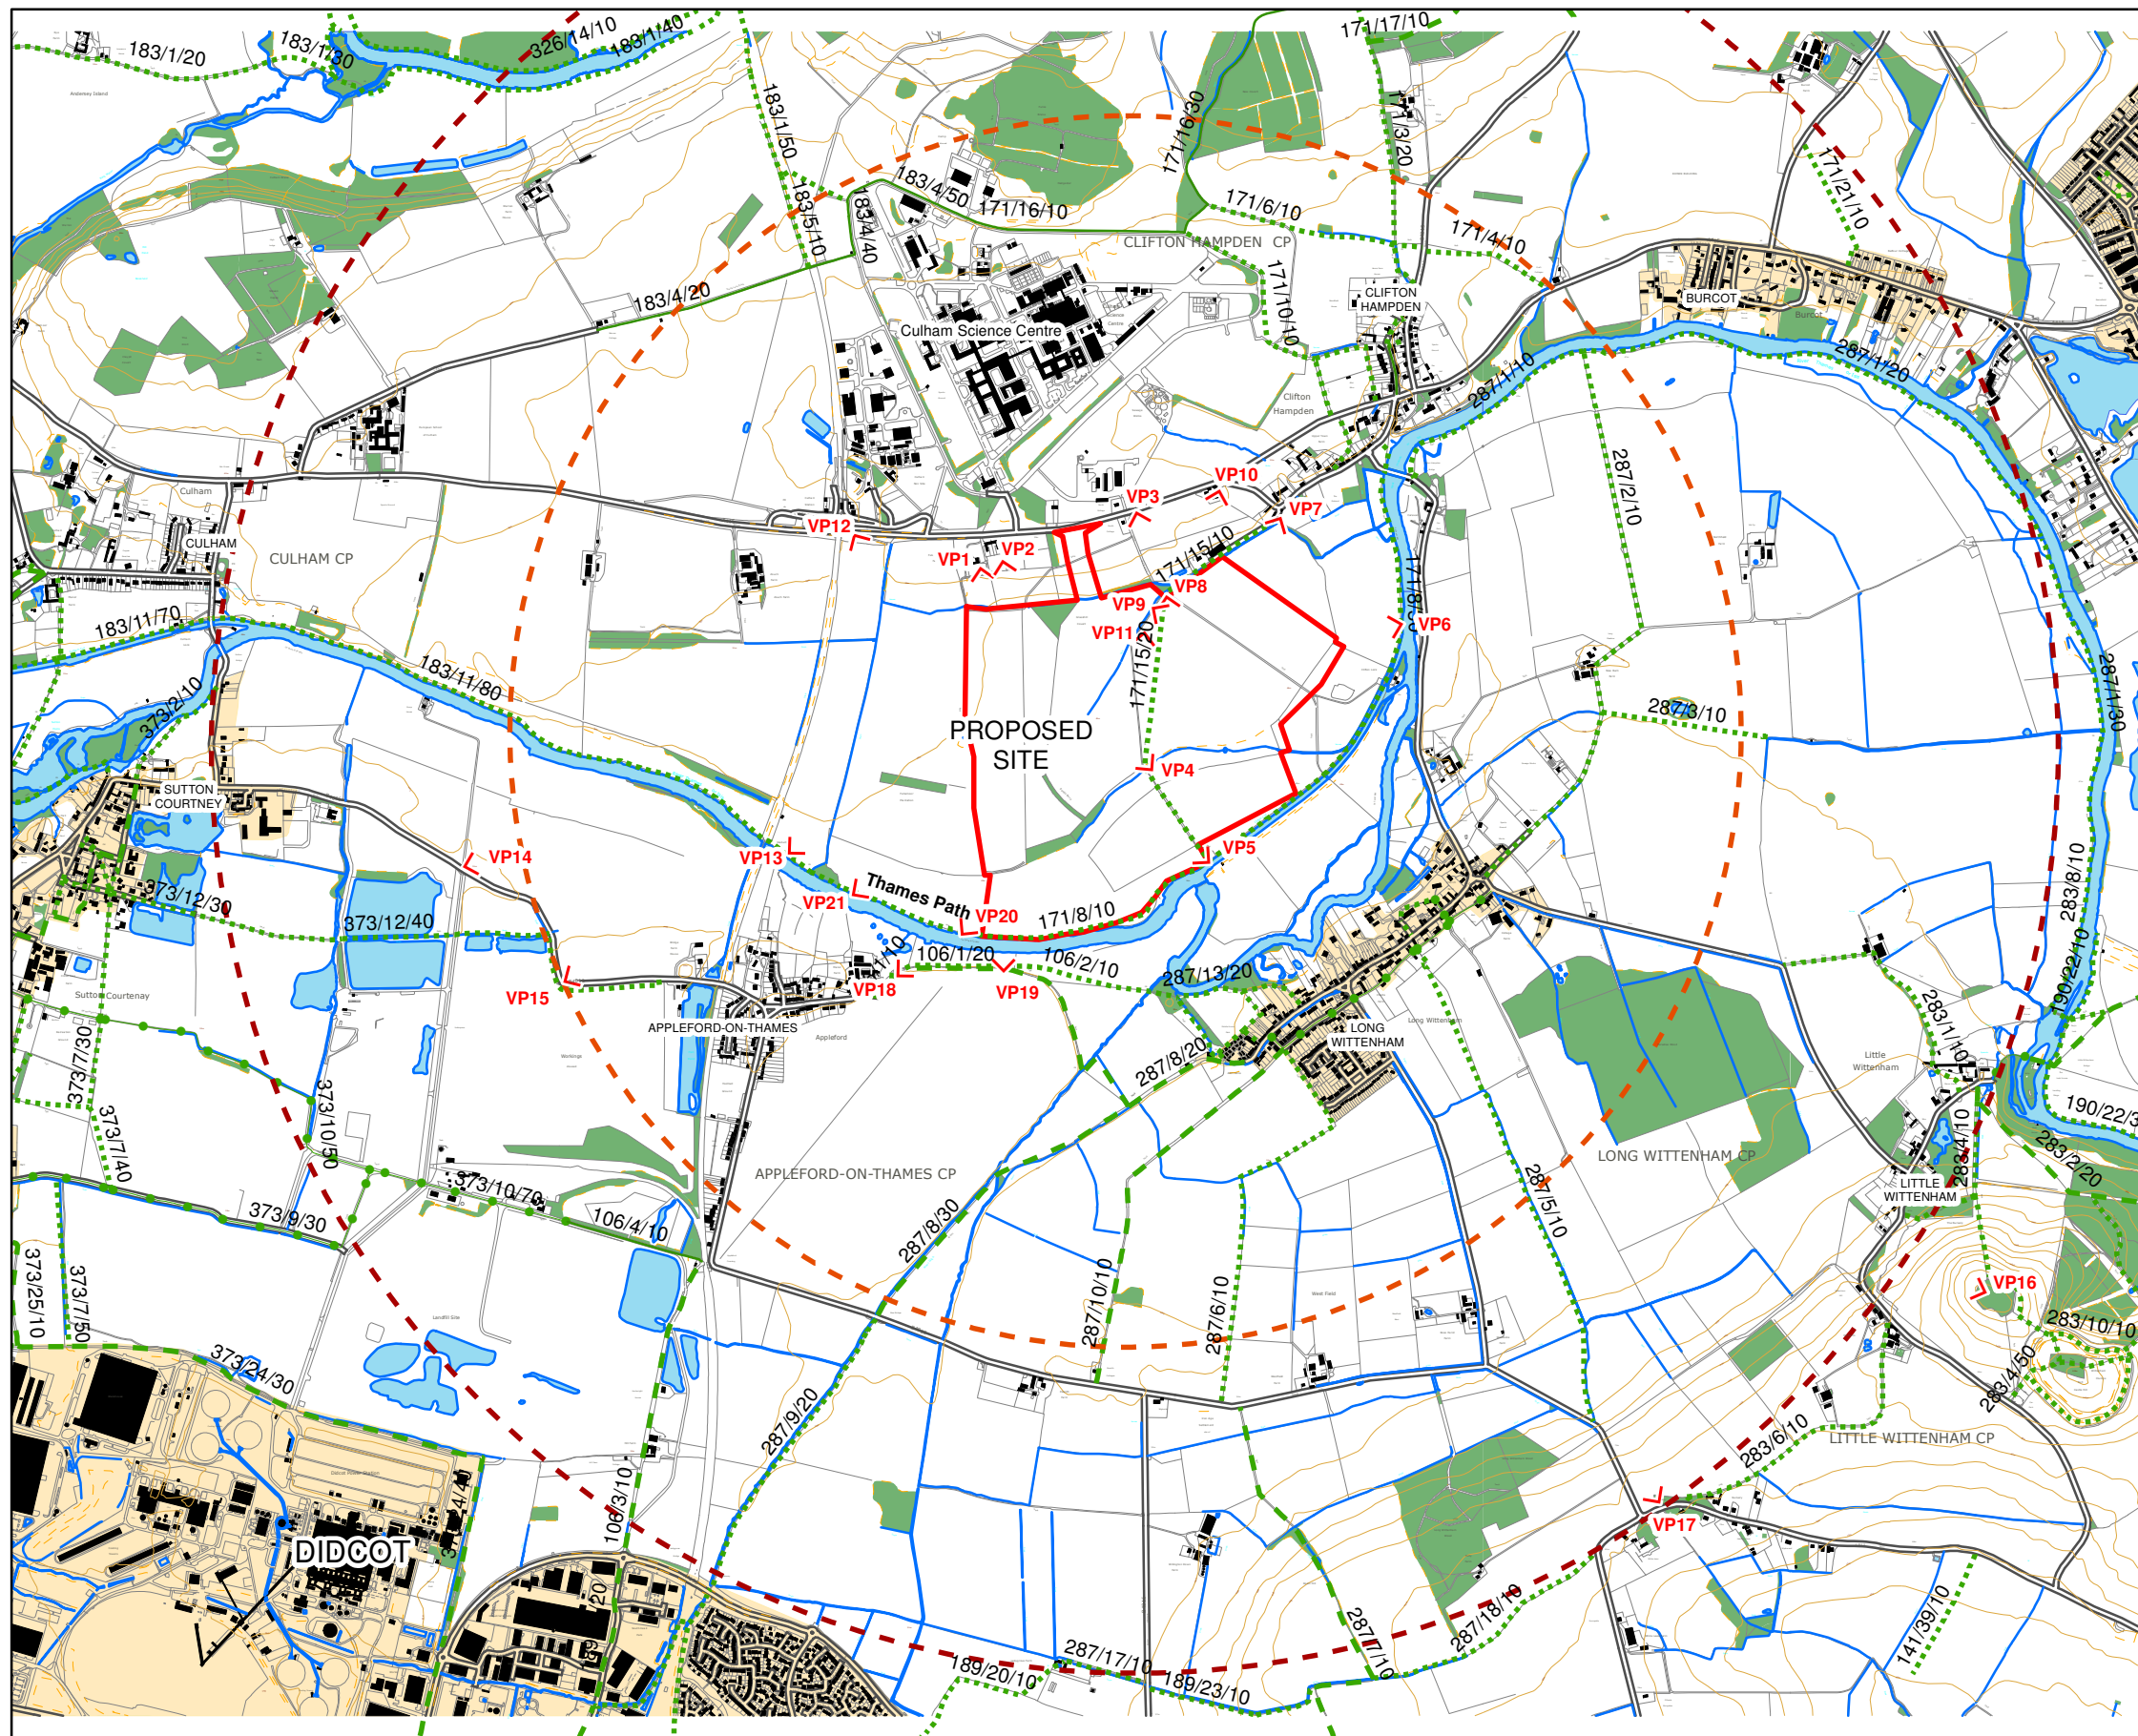 183/1/20
183/1/30
326/14/10
183/1/40
171/17/10
183/1/50
171/16/30
171/3/20
171/21/10
183/5/10
183/4/40
183/4/50
171/16/10
171/6/10
171/4/10
CLIFTON HAMPDEN CP
183/4/20
171/10/10
CLIFTON
HAMPDEN
BURCOT
Burcot
Culham Science Centre
287/1/10
287/1/20
Clifton
Hampden
287/2/10
Culham
CULHAM
CULHAM CP
VP12
VP1
VP2
VP3
VP10
VP7
171/15/10
VP8
VP9
VP11
171/15/20
VP6
183/11/70
183/11/80
373/2/10
287/3/10
287/1/30
PROPOSED
SITE
VP4
SUTTON
COURTNEY
VP14
VP13
VP5
VP21
Thames Path
VP20
171/8/10
373/12/30
373/12/40
283/8/10
106/1/20
106/2/10
287/13/20
190/22/10
VP15
VP18
VP19
Sutton Courtenay
APPLEFORD-ON-THAMES
Appleford
LONG
WITTENHAM
Long Wittenham
283/1/10
Little
Wittenham
373/7/30
287/8/20
373/10/50
373/7/40
190/22/3
283/2/20
283/4/10
APPLEFORD-ON-THAMES CP
LONG WITTENHAM CP
LITTLE
WITTENHAM
373/10/70
373/9/30
106/4/10
287/8/30
287/5/10
373/25/10
373/7/50
Landfill Site
287/10/10
287/6/10
West Field
VP16
283/10/10
373/24/30
283/4/50
287/9/20
283/6/10
LITTLE WITTENHAM CP
Didcot Power Station
106/3/10
DIDCOT
VP17
287/7/10
287/18/10
141/39/10
189/20/10
287/17/10
189/23/10